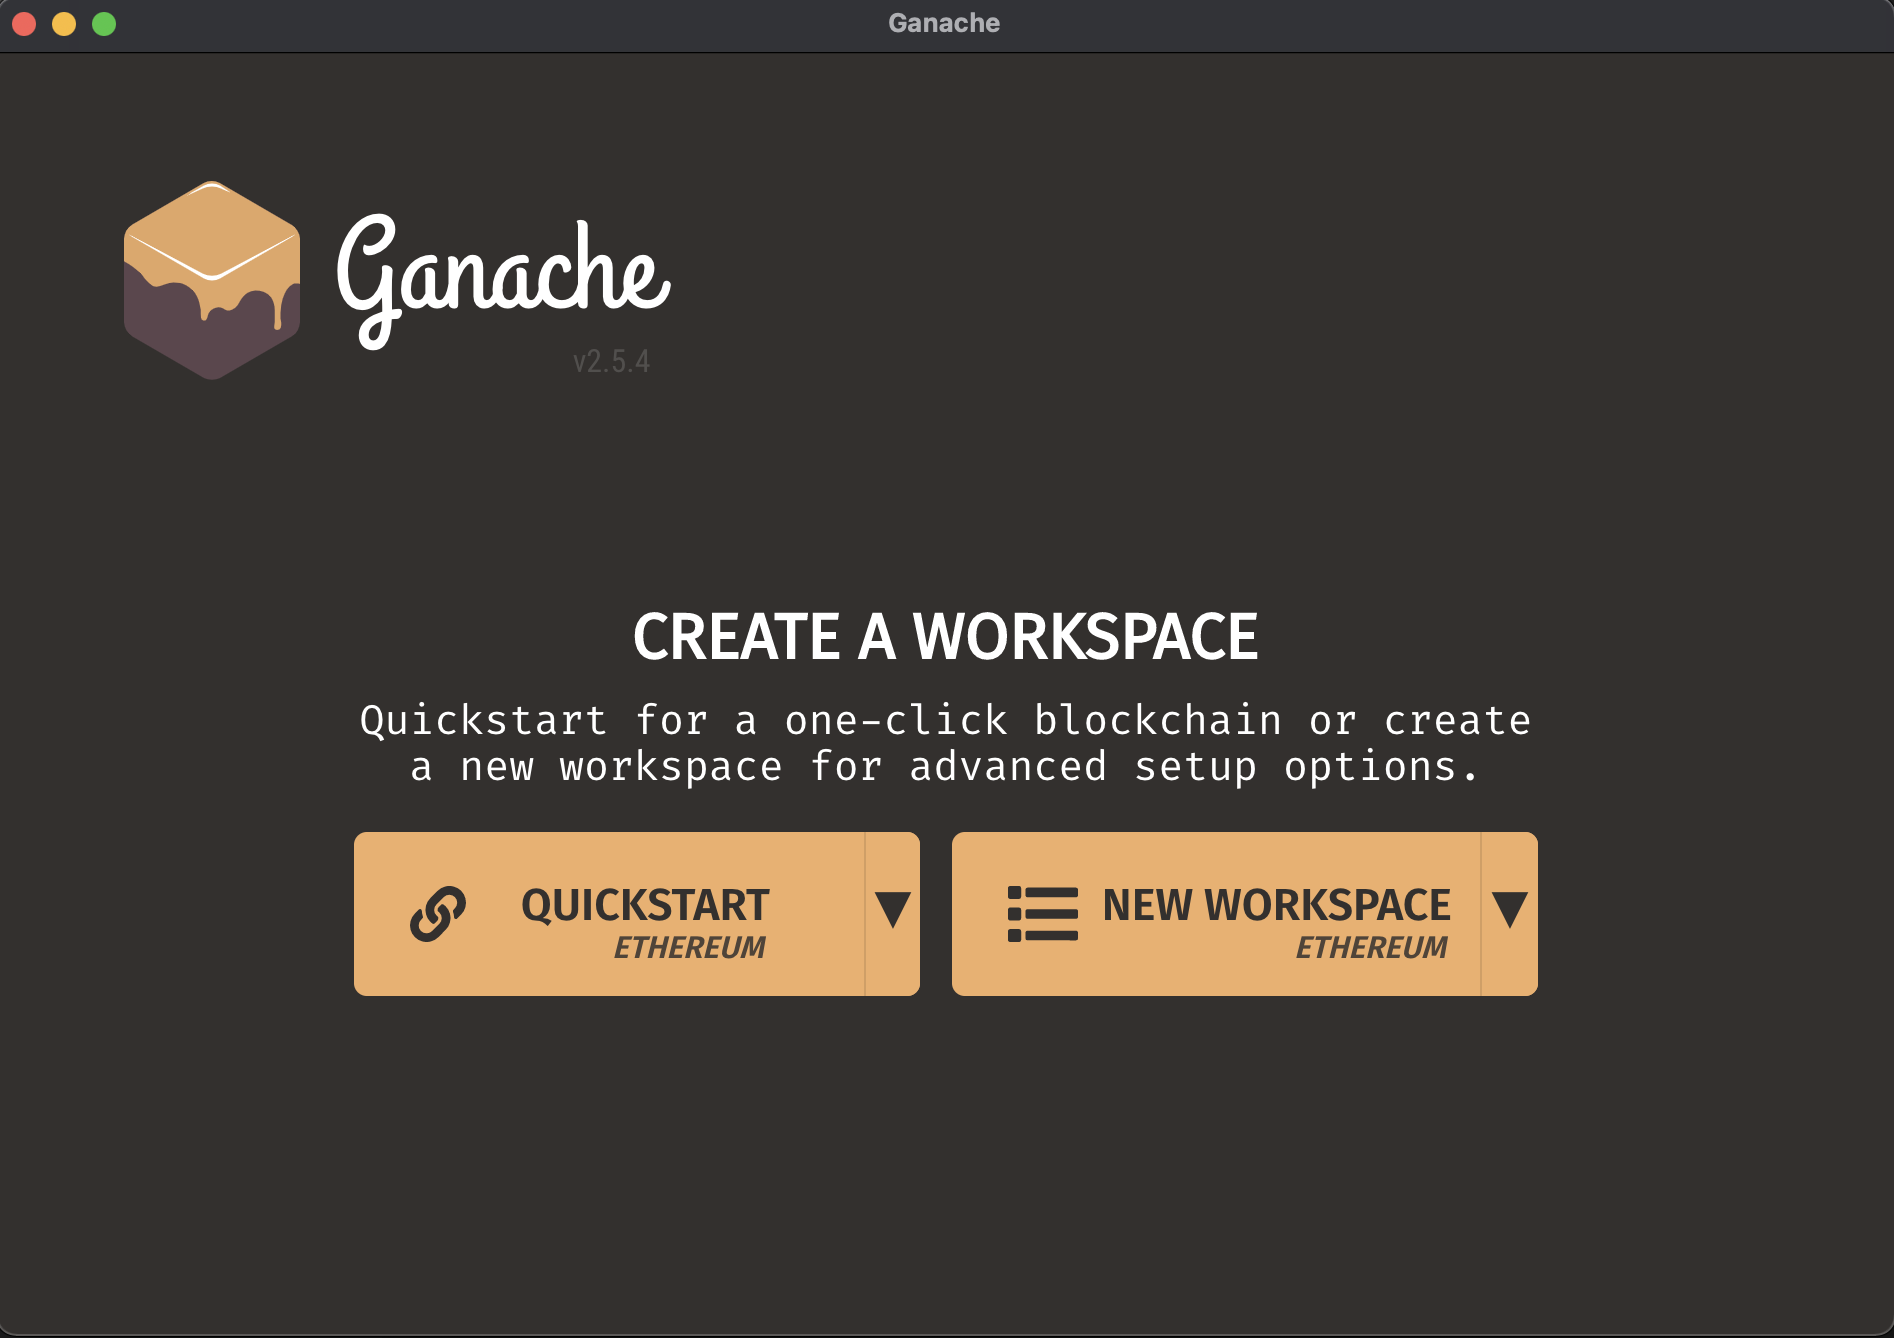 Ganache
Ganache
v2.5.4
CREATE A WORKSPACE
Quickstart for a one-click blockchain or create
a new workspace for advanced setup options.
QUICKSTART
ETHEREUM
NEW WORKSPACE
ETHEREUM